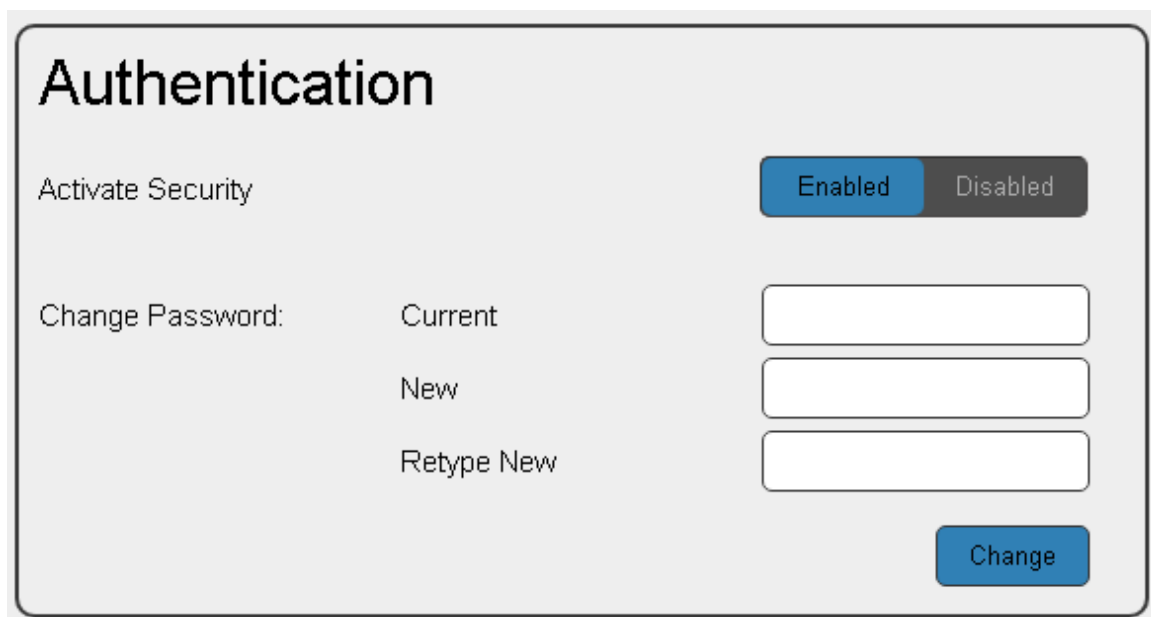 Authentication
Activate Security Enabled Disabled
Change Password: Current
New
Retype New
Change